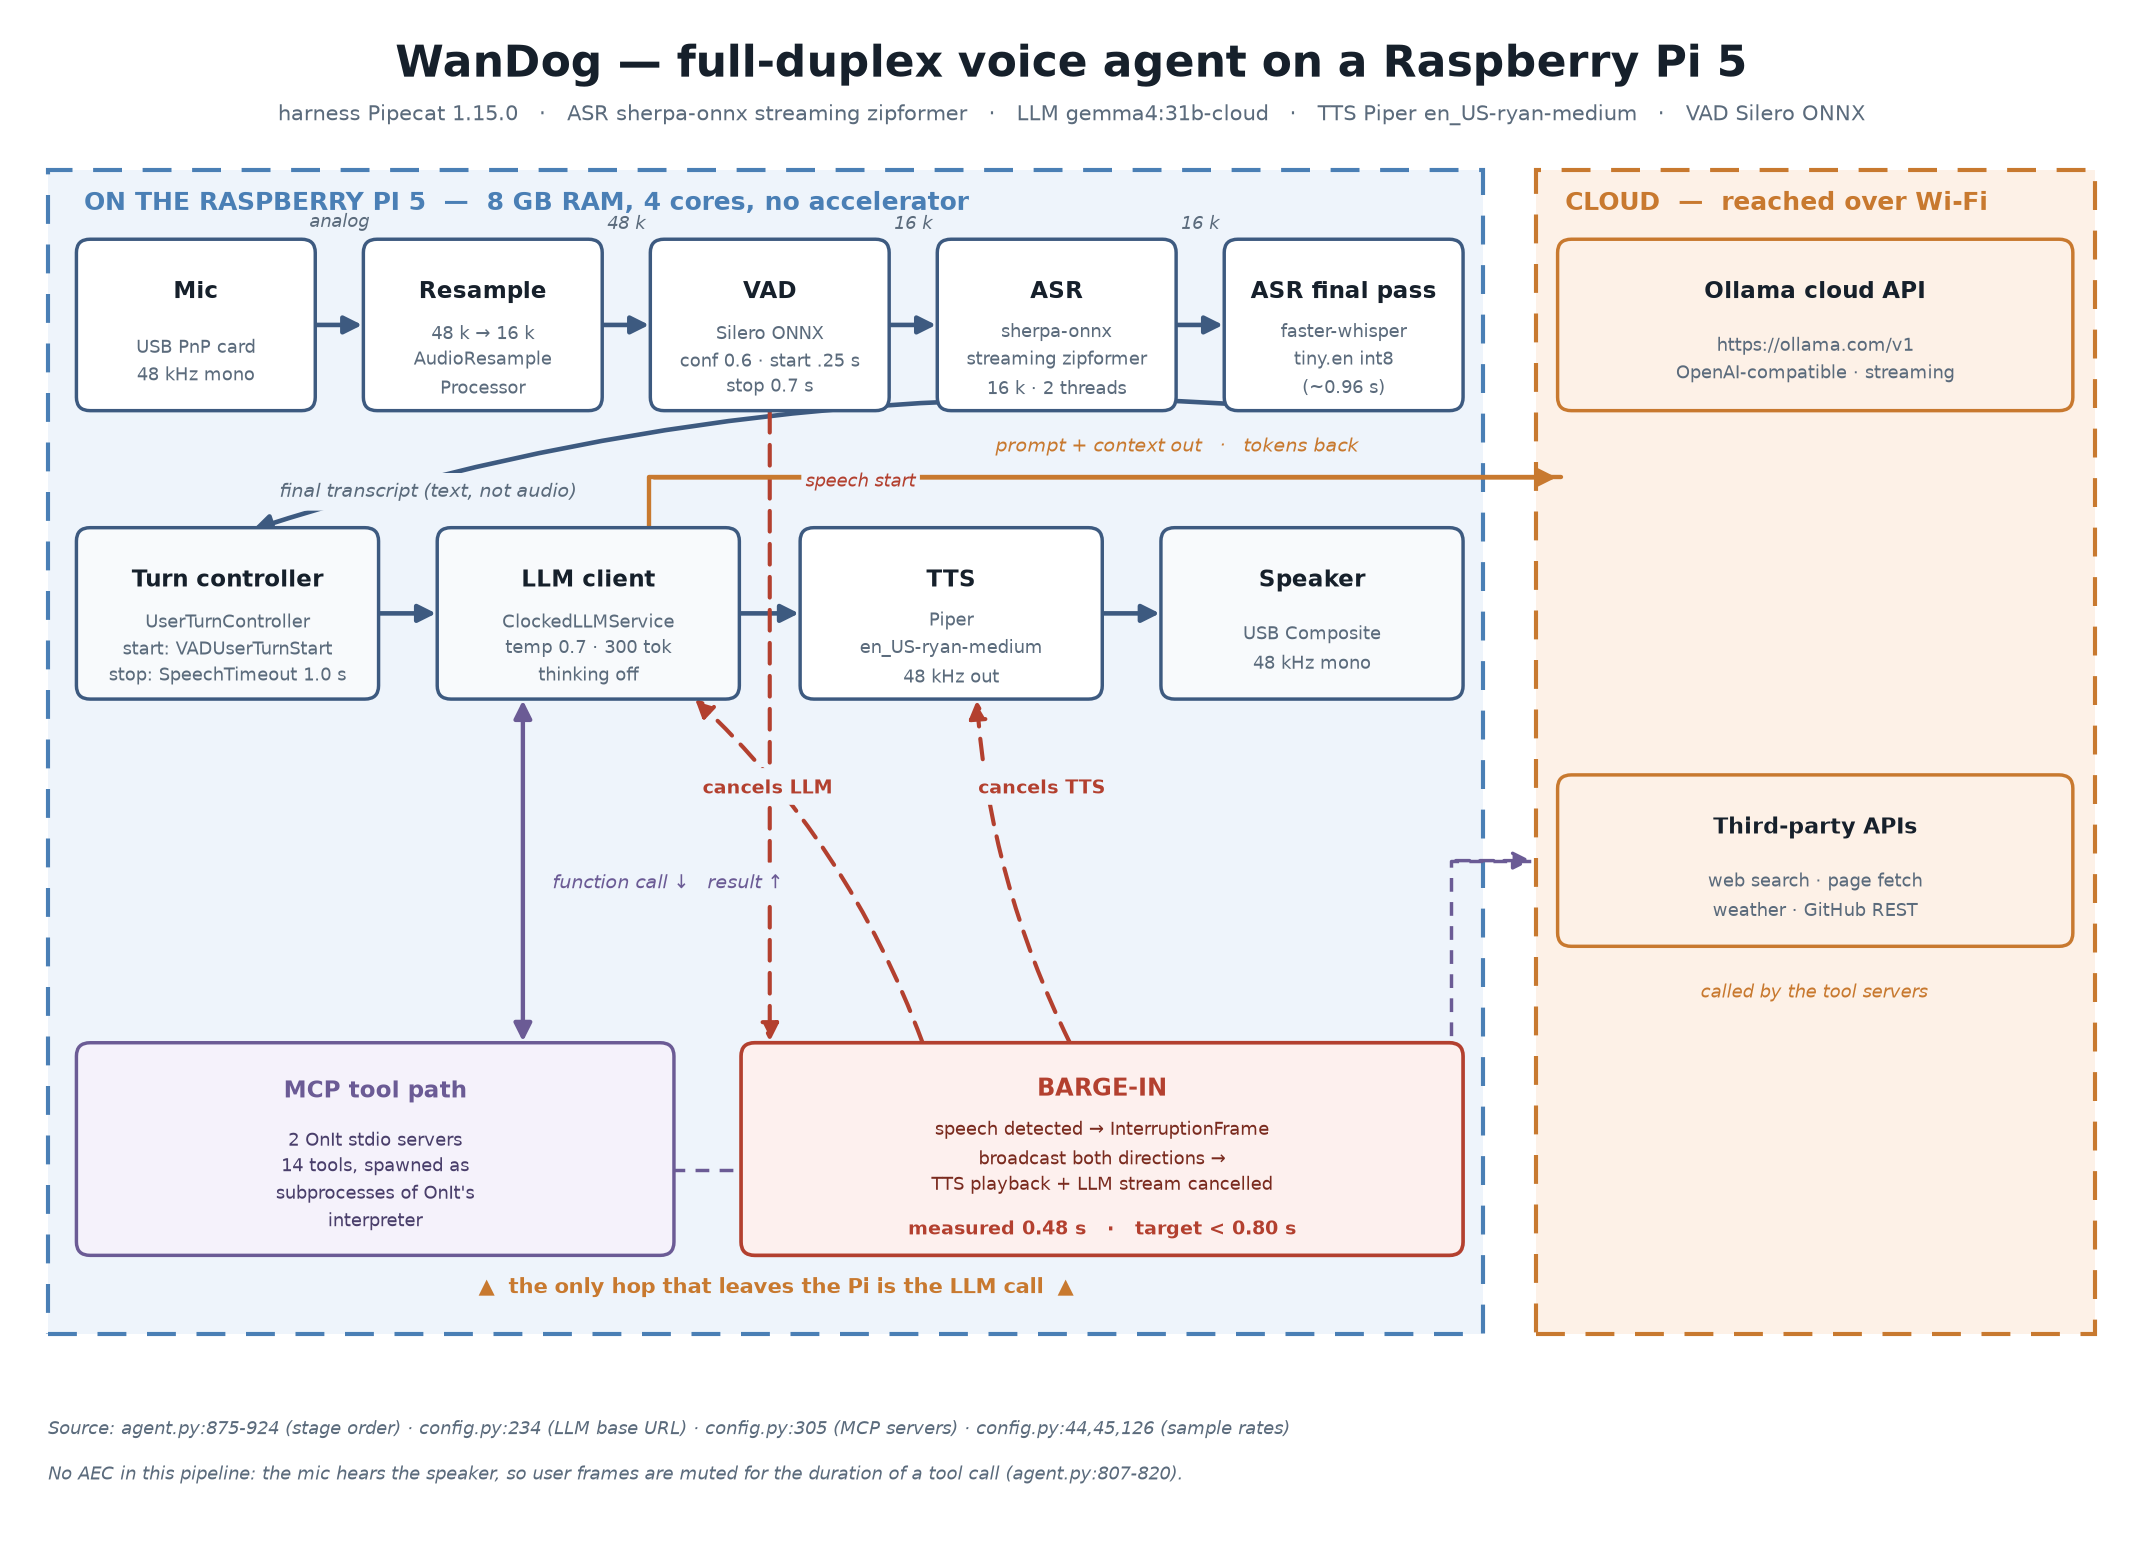 WanDog — full-duplex voice agent on a Raspberry Pi 5
harness Pipecat 1.15.0 · ASR sherpa-onnx streaming zipformer · LLM gemma4:31b-cloud · TTS Piper en_US-ryan-medium · VAD Silero ONNX
ON THE RASPBERRY PI 5 — 8 GB RAM, 4 cores, no accelerator
analog
48 k
16 k
16 k
Mic
USB PnP card
48 kHz mono
Resample
48 k → 16 k
AudioResample
Processor
VAD
Silero ONNX
conf 0.6 · start .25 s
stop 0.7 s
ASR
sherpa-onnx
streaming zipformer
16 k · 2 threads
ASR final pass
faster-whisper
tiny.en int8
(~0.96 s)
CLOUD — reached over Wi-Fi
Ollama cloud API
https://ollama.com/v1
OpenAI-compatible · streaming
prompt + context out · tokens back
speech start
final transcript (text, not audio)
Turn controller
UserTurnController
start: VADUserTurnStart
stop: SpeechTimeout 1.0 s
LLM client
ClockedLLMService
temp 0.7 · 300 tok
thinking off
TTS
Piper
en_US-ryan-medium
48 kHz out
Speaker
USB Composite
48 kHz mono
cancels LLM
cancels TTS
function call ↓ result ↑
Third-party APIs
web search · page fetch
weather · GitHub REST
called by the tool servers
MCP tool path
2 OnIt stdio servers
14 tools, spawned as
subprocesses of OnIt's
interpreter
BARGE-IN
speech detected → InterruptionFrame
broadcast both directions →
TTS playback + LLM stream cancelled
measured 0.48 s · target < 0.80 s
▲ the only hop that leaves the Pi is the LLM call ▲
Source: agent.py:875-924 (stage order) · config.py:234 (LLM base URL) · config.py:305 (MCP servers) · config.py:44,45,126 (sample rates)
No AEC in this pipeline: the mic hears the speaker, so user frames are muted for the duration of a tool call (agent.py:807-820).